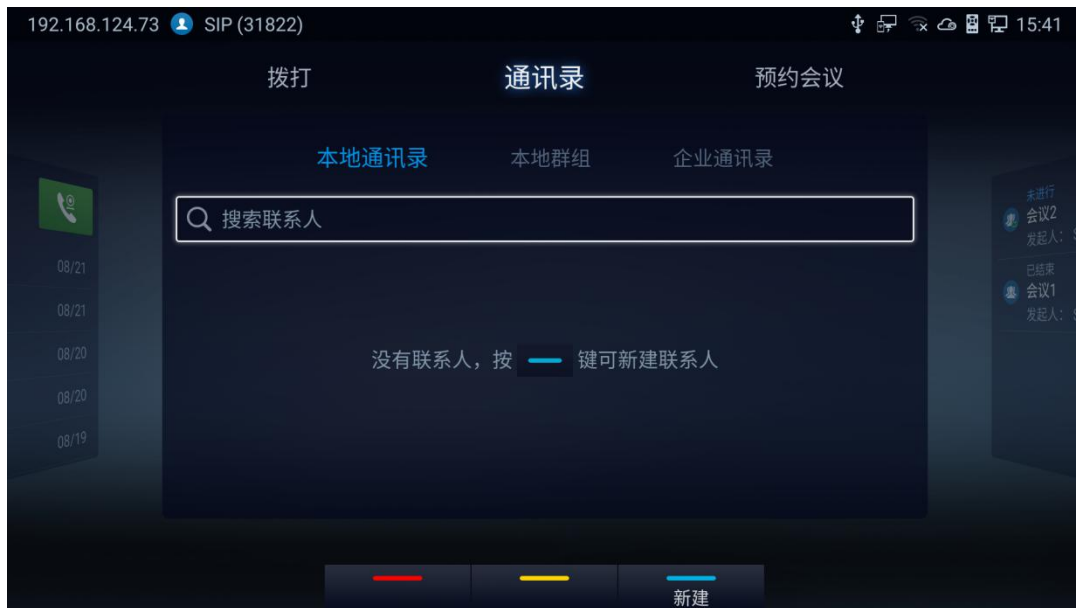 192.168.124.73 SIP (31822) 15:41
拨打 通讯录 预约会议
本地通讯录 本地群组 企业通讯录
搜索联系人
没有联系人，按 键可新建联系人
08/21
08/21
08/20
08/20
08/19
未进行
会议2
发起人： S
已结束
会议1
发起人： S
新建